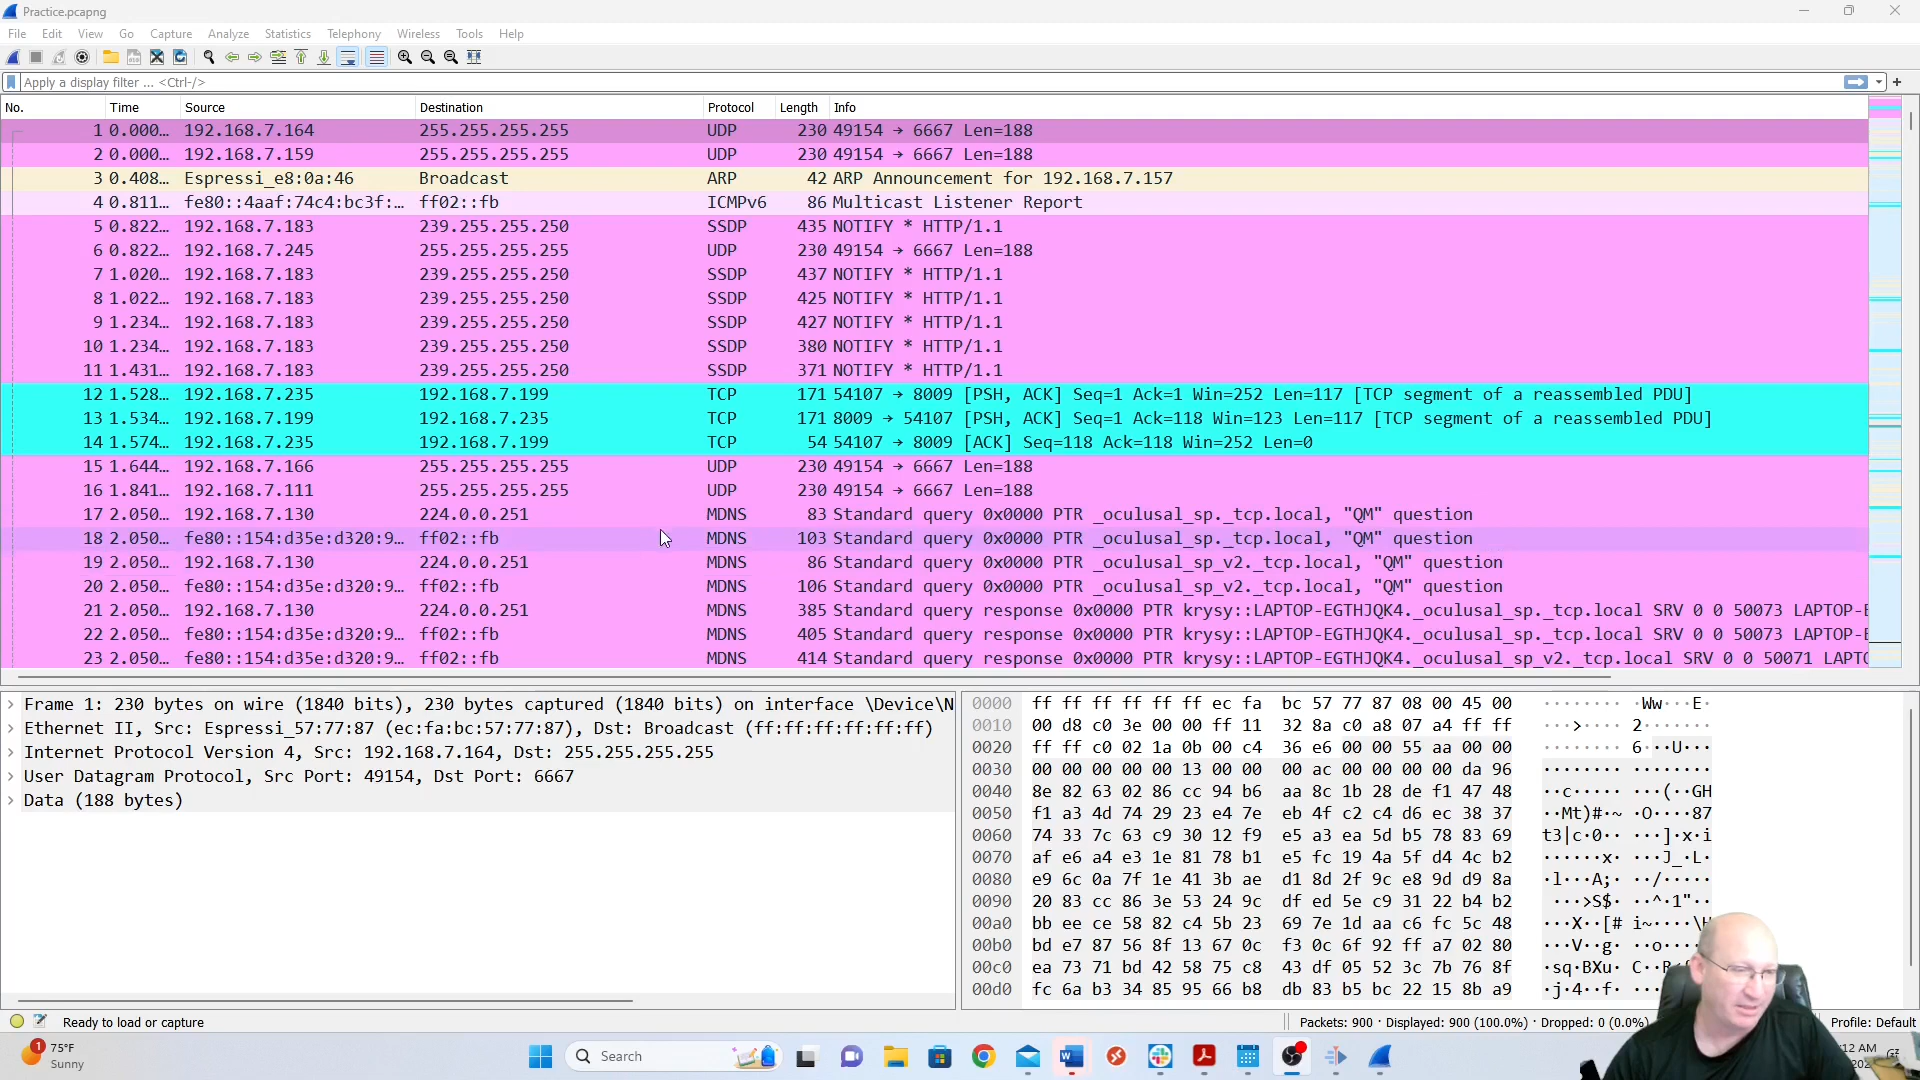 Practice.pcapng
File Edit View Go Capture Analyze Statistics Telephony Wireless Tools Help
Apply a display filter ... <Ctrl-/>
No. Time Source Destination Protocol Length Info
1 0.000… 192.168.7.164 255.255.255.255 UDP 230 49154 → 6667 Len=188
2 0.000… 192.168.7.159 255.255.255.255 UDP 230 49154 → 6667 Len=188
3 0.408… Espressi_e8:0a:46 Broadcast ARP 42 ARP Announcement for 192.168.7.157
4 0.811… fe80::4aaf:74c4:bc3f:… ff02::fb ICMPv6 86 Multicast Listener Report
5 0.822… 192.168.7.183 239.255.255.250 SSDP 435 NOTIFY * HTTP/1.1
6 0.822… 192.168.7.245 255.255.255.255 UDP 230 49154 → 6667 Len=188
7 1.020… 192.168.7.183 239.255.255.250 SSDP 437 NOTIFY * HTTP/1.1
8 1.022… 192.168.7.183 239.255.255.250 SSDP 425 NOTIFY * HTTP/1.1
9 1.234… 192.168.7.183 239.255.255.250 SSDP 427 NOTIFY * HTTP/1.1
10 1.234… 192.168.7.183 239.255.255.250 SSDP 380 NOTIFY * HTTP/1.1
11 1.431… 192.168.7.183 239.255.255.250 SSDP 371 NOTIFY * HTTP/1.1
12 1.528… 192.168.7.235 192.168.7.199 TCP 171 54107 → 8009 [PSH, ACK] Seq=1 Ack=1 Win=252 Len=117 [TCP segment of a reassembled PDU]
13 1.534… 192.168.7.199 192.168.7.235 TCP 171 8009 → 54107 [PSH, ACK] Seq=1 Ack=118 Win=123 Len=117 [TCP segment of a reassembled PDU]
14 1.574… 192.168.7.235 192.168.7.199 TCP 54 54107 → 8009 [ACK] Seq=118 Ack=118 Win=252 Len=0
15 1.644… 192.168.7.166 255.255.255.255 UDP 230 49154 → 6667 Len=188
16 1.841… 192.168.7.111 255.255.255.255 UDP 230 49154 → 6667 Len=188
17 2.050… 192.168.7.130 224.0.0.251 MDNS 83 Standard query 0x0000 PTR _oculusal_sp._tcp.local, "QM" question
18 2.050… fe80::154:d35e:d320:9… ff02::fb MDNS 103 Standard query 0x0000 PTR _oculusal_sp._tcp.local, "QM" question
19 2.050… 192.168.7.130 224.0.0.251 MDNS 86 Standard query 0x0000 PTR _oculusal_sp_v2._tcp.local, "QM" question
20 2.050… fe80::154:d35e:d320:9… ff02::fb MDNS 106 Standard query 0x0000 PTR _oculusal_sp_v2._tcp.local, "QM" question
21 2.050… 192.168.7.130 224.0.0.251 MDNS 385 Standard query response 0x0000 PTR krysy::LAPTOP-EGTHJQK4._oculusal_sp._tcp.local SRV 0 0 50073 LAPTOP-E
22 2.050… fe80::154:d35e:d320:9… ff02::fb MDNS 405 Standard query response 0x0000 PTR krysy::LAPTOP-EGTHJQK4._oculusal_sp._tcp.local SRV 0 0 50073 LAPTOP-E
23 2.050… fe80::154:d35e:d320:9… ff02::fb MDNS 414 Standard query response 0x0000 PTR krysy::LAPTOP-EGTHJQK4._oculusal_sp_v2._tcp.local SRV 0 0 50071 LAPTO
Frame 1: 230 bytes on wire (1840 bits), 230 bytes captured (1840 bits) on interface \Device\N
Ethernet II, Src: Espressi_57:77:87 (ec:fa:bc:57:77:87), Dst: Broadcast (ff:ff:ff:ff:ff:ff)
Internet Protocol Version 4, Src: 192.168.7.164, Dst: 255.255.255.255
User Datagram Protocol, Src Port: 49154, Dst Port: 6667
Data (188 bytes)
0000 ff ff ff ff ff ff ec fa bc 57 77 87 08 00 45 00 ········ ·Ww···E·
0010 00 d8 c0 3e 00 00 ff 11 32 8a c0 a8 07 a4 ff ff ···>···· 2·······
0020 ff ff c0 02 1a 0b 00 c4 36 e6 00 00 55 aa 00 00 ········ 6···U···
0030 00 00 00 00 00 13 00 00 00 ac 00 00 00 00 da 96 ········ ········
0040 8e 82 63 02 86 cc 94 b6 aa 8c 1b 28 de f1 47 48 ··c····· ···(··GH
0050 f1 a3 4d 74 29 23 e4 7e eb 4f c2 c4 d6 ec 38 37 ··Mt)#·~ ·O····87
0060 74 33 7c 63 c9 30 12 f9 e5 a3 ea 5d b5 78 83 69 t3|c·0·· ···]·x·i
0070 af e6 a4 e3 1e 81 78 b1 e5 fc 19 4a 5f d4 4c b2 ······x· ···J_·L·
0080 e9 6c 0a 7f 1e 41 3b ae d1 8d 2f 9c e8 9d d9 8a ·l···A;· ··/·····
0090 20 83 cc 86 3e 53 24 9c df ed 5e c9 31 22 b4 b2 ···>S$· ··^·1"··
00a0 bb ee ce 58 82 c4 5b 23 69 7e 1d aa c6 fc 5c 48 ···X··[# i~····\H
00b0 bd e7 87 56 8f 13 67 0c f3 0c 6f 92 ff a7 02 80 ···V··g· ··o··
00c0 ea 73 71 bd 42 58 75 c8 43 df 05 52 3c 7b 76 8f ·sq·BXu· C··R<
00d0 fc 6a b3 34 85 95 66 b8 db 83 b5 bc 22 15 8b a9 ·j·4··f· ···
Ready to load or capture Packets: 900 · Displayed: 900 (100.0%) · Dropped: 0 (0.0%) Profile: Default
1 75°F
Sunny
Search
:12 AM